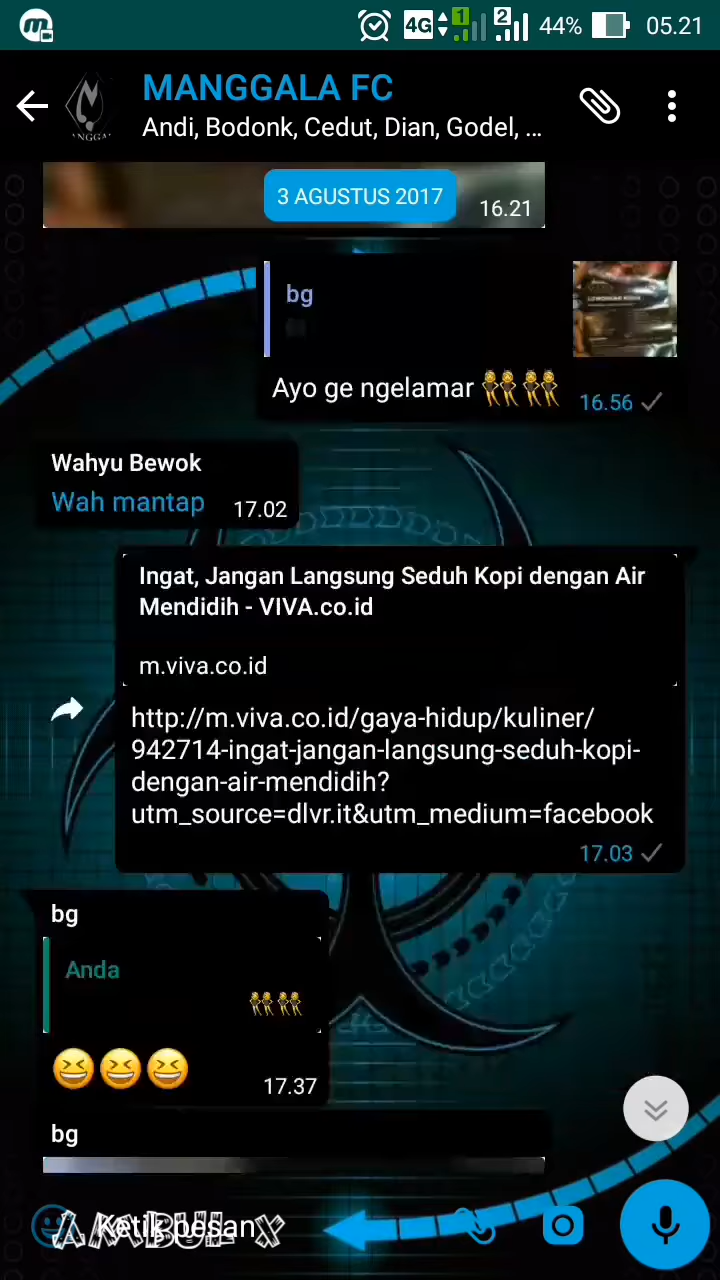 4G 1 2 44% 05.21
MANGGALA FC
Andi, Bodonk, Cedut, Dian, Godel, ...
3 AGUSTUS 2017
16.21
bg
Ayo ge ngelamar 👯👯
16.56
Wahyu Bewok
Wah mantap
17.02
Ingat, Jangan Langsung Seduh Kopi dengan Air
Mendidih - VIVA.co.id
m.viva.co.id
http://m.viva.co.id/gaya-hidup/kuliner/
942714-ingat-jangan-langsung-seduh-kopi-
dengan-air-mendidih?
utm_source=dlvr.it&utm_medium=facebook
17.03
bg
Anda
👯👯
😆😆😆
17.37
bg
Ketik pesan